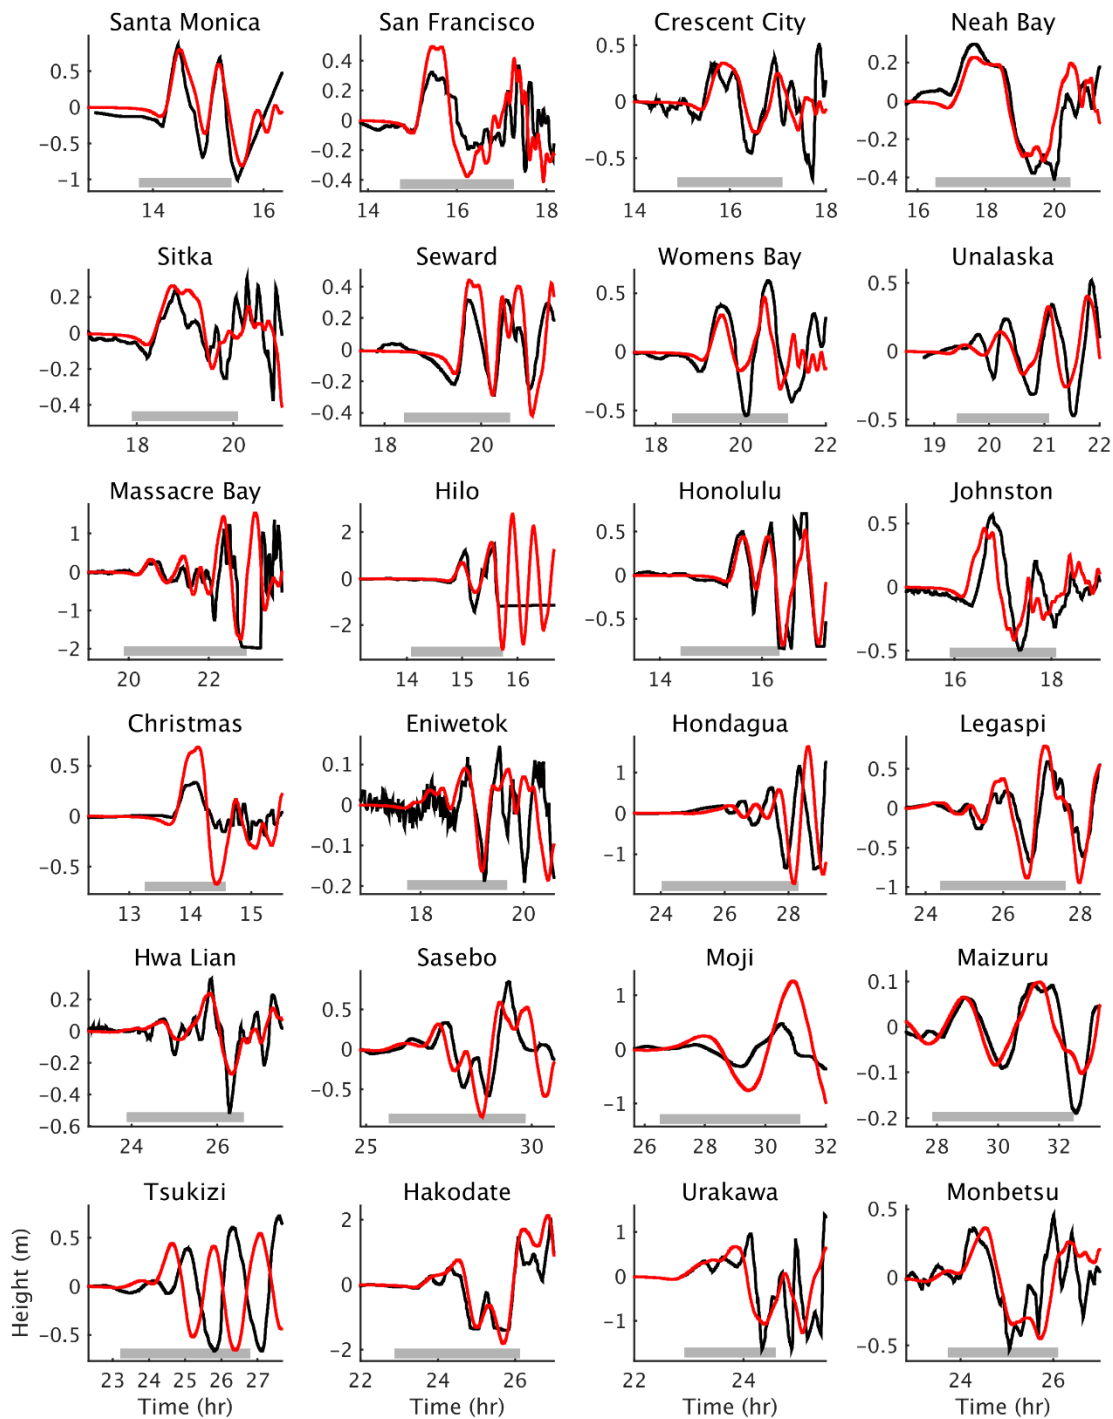 Santa Monica San Francisco Crescent City Neah Bay
0.5 0 −0.5 −1
0.4 0.2 0 −0.2 −0.4
0.5 0 −0.5
0.2 0 −0.2 −0.4
14 16 14 16 18 14 16 18 16 18 20
Sitka Seward Womens Bay Unalaska
0.2 0 −0.2 −0.4
0.4 0.2 0 −0.2 −0.4
0.5 0 −0.5
0.5 0 −0.5
18 20 18 20 18 20 22 19 20 21 22
Massacre Bay Hilo Honolulu Johnston
1 0 −1 −2
2 0 −2
0.5 0 −0.5
0.5 0 −0.5
20 22 14 15 16 14 16 16 18
Christmas Eniwetok Hondagua Legaspi
0.5 0 −0.5
0.1 0 −0.1 −0.2
1 0 −1
0.5 0 −0.5 −1
13 14 15 18 20 24 26 28 24 26 28
Hwa Lian Sasebo Moji Maizuru
0.2 0 −0.2 −0.4 −0.6
0.5 0 −0.5
1 0 −1
0.1 0 −0.1 −0.2
24 26 26 28 30 26 28 30 32 28 30 32
Tsukizi Hakodate Urakawa Monbetsu
Height (m)
0.5 0 −0.5
2 0 −2
1 0 −1
0.5 0 −0.5
23 24 25 26 27 24 26 22 24 24 26
Time (hr) Time (hr) Time (hr) Time (hr)